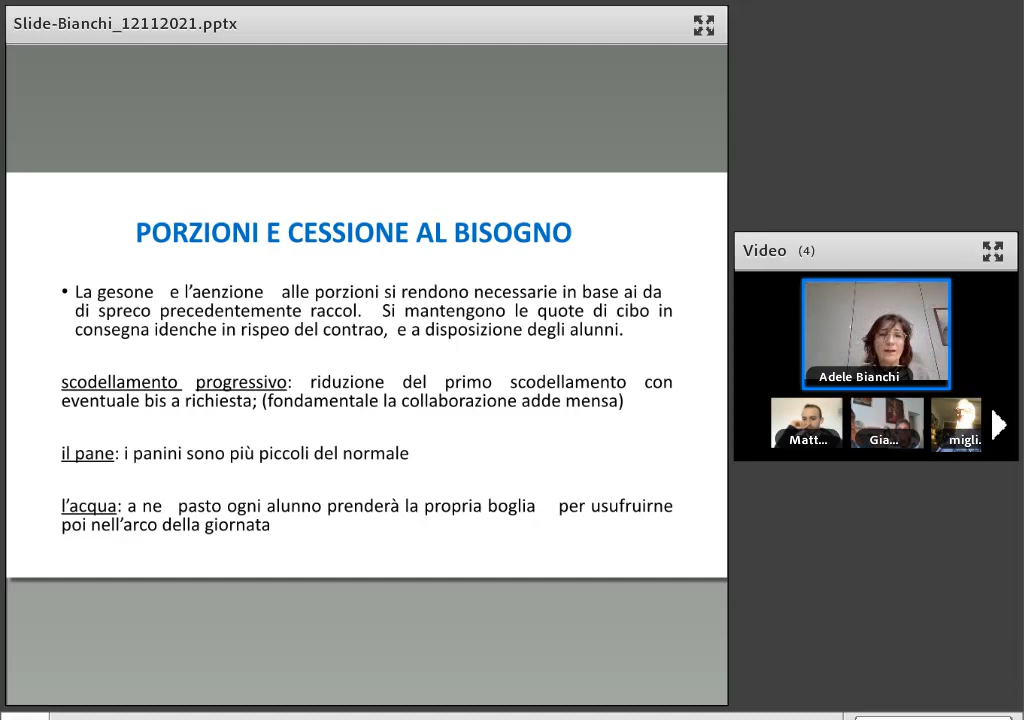 Slide-Bianchi_12112021.pptx
PORZIONI E CESSIONE AL BISOGNO
• La gesone e l'aenzione alle porzioni si rendono necessarie in base ai da
di spreco precedentemente raccol. Si mantengono le quote di cibo in
consegna idenche in rispeo del contrao, e a disposizione degli alunni.
scodellamento progressivo: riduzione del primo scodellamento con
eventuale bis a richiesta; (fondamentale la collaborazione adde mensa)
il pane: i panini sono più piccoli del normale
l'acqua: a ne pasto ogni alunno prenderà la propria boglia per usufruirne
poi nell'arco della giornata
Video (4)
Adele Bianchi
Matt...
Gia...
migli.